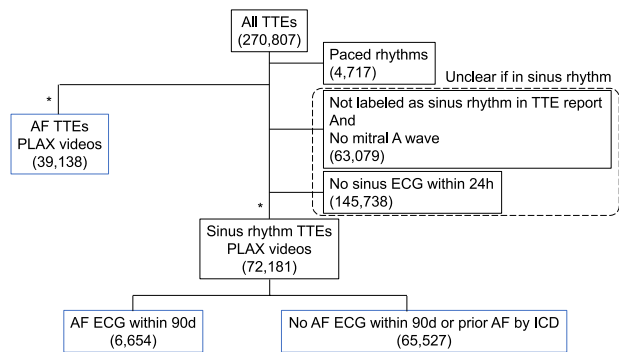 All TTEs
(270,807)
Paced rhythms
(4,717)
Unclear if in sinus rhythm
*
AF TTEs
PLAX videos
(39,138)
Not labeled as sinus rhythm in TTE report
And
No mitral A wave
(63,079)
No sinus ECG within 24h
(145,738)
*
Sinus rhythm TTEs
PLAX videos
(72,181)
AF ECG within 90d
(6,654)
No AF ECG within 90d or prior AF by ICD
(65,527)